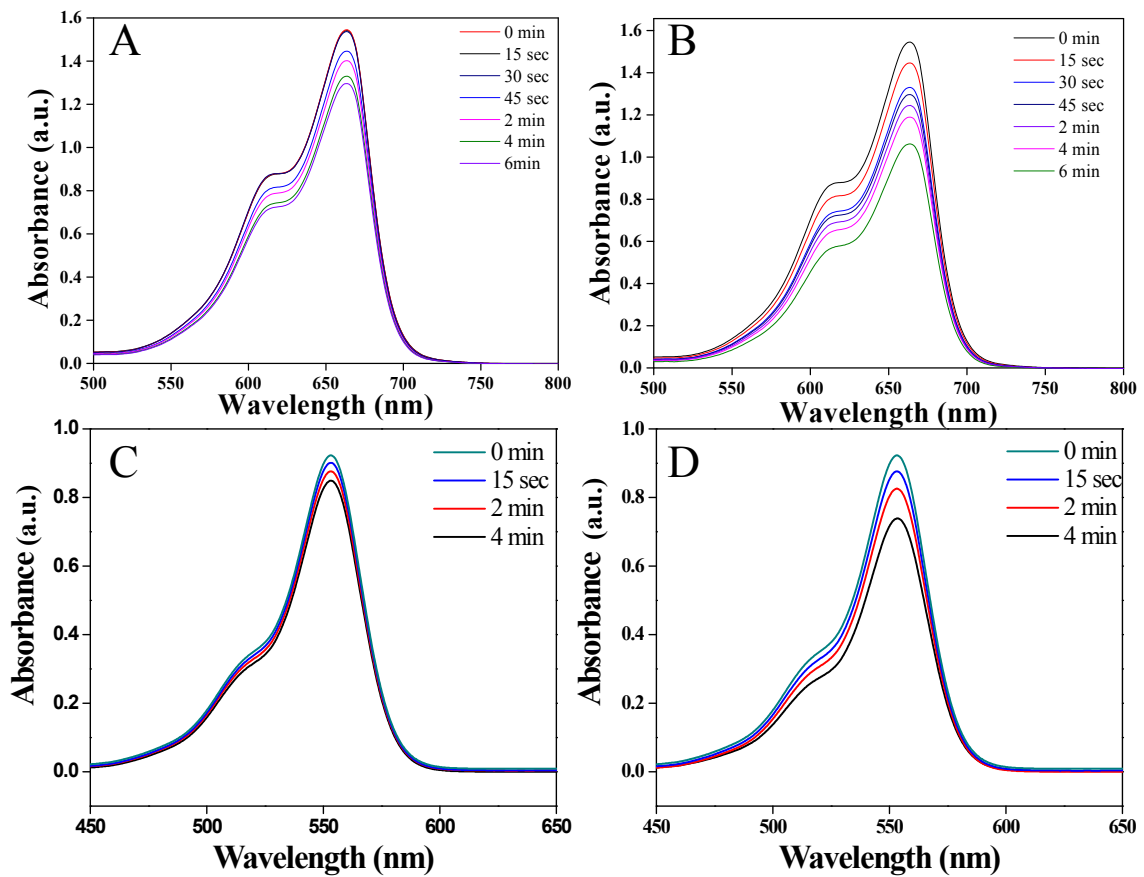 A
0 min
15 sec
30 sec
45 sec
2 min
4 min
6min
1.6
1.4
1.2
1.0
0.8
0.6
0.4
0.2
0.0
Absorbance (a.u.)
500 550 600 650 700 750 800
Wavelength (nm)
B
0 min
15 sec
30 sec
45 sec
2 min
4 min
6 min
1.6
1.4
1.2
1.0
0.8
0.6
0.4
0.2
0.0
Absorbance (a.u.)
500 550 600 650 700 750 800
Wavelength (nm)
C
0 min
15 sec
2 min
4 min
1.0
0.8
0.6
0.4
0.2
0.0
Absorbance (a.u.)
450 500 550 600 650
Wavelength (nm)
D
0 min
15 sec
2 min
4 min
1.0
0.8
0.6
0.4
0.2
0.0
Absorbance (a.u.)
450 500 550 600 650
Wavelength (nm)